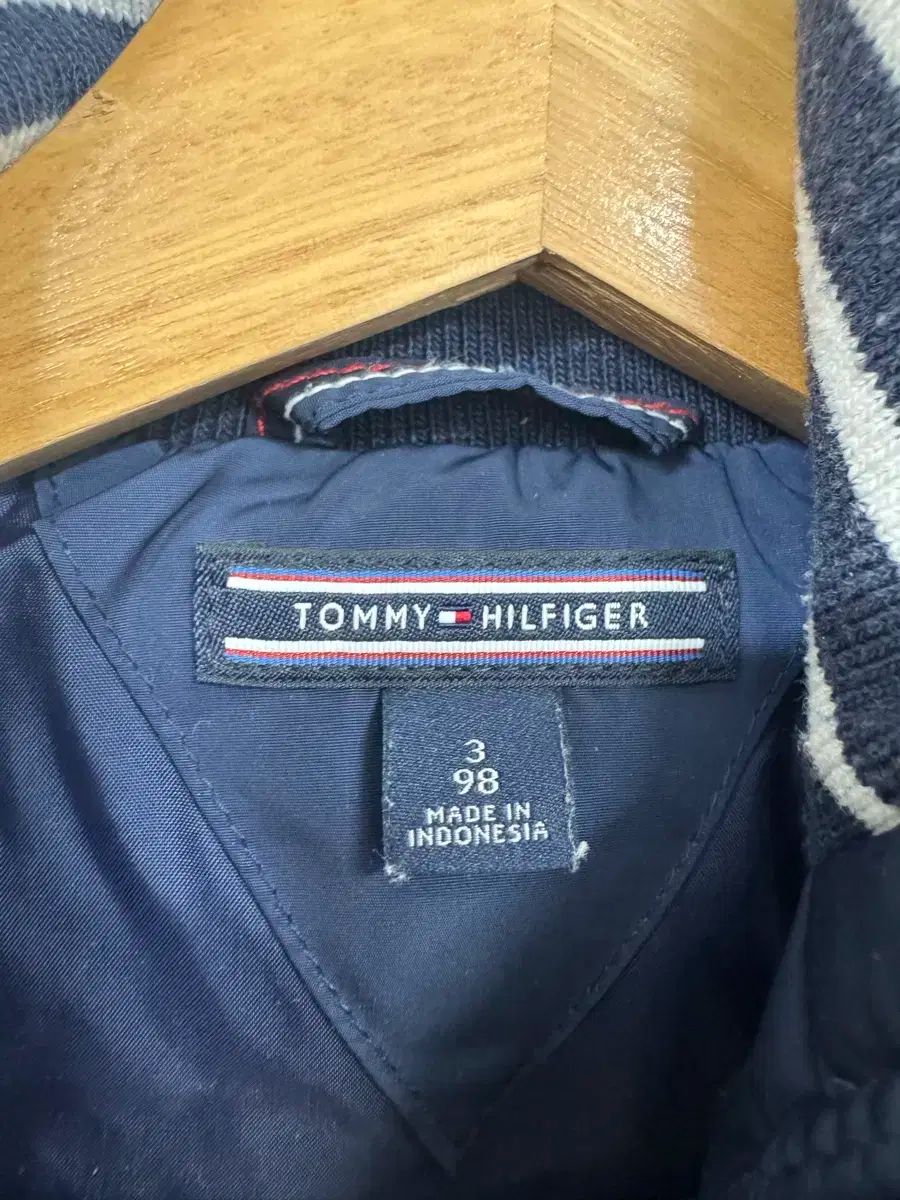 TOMMY HILFIGER
3
98
MADE IN
INDONESIA